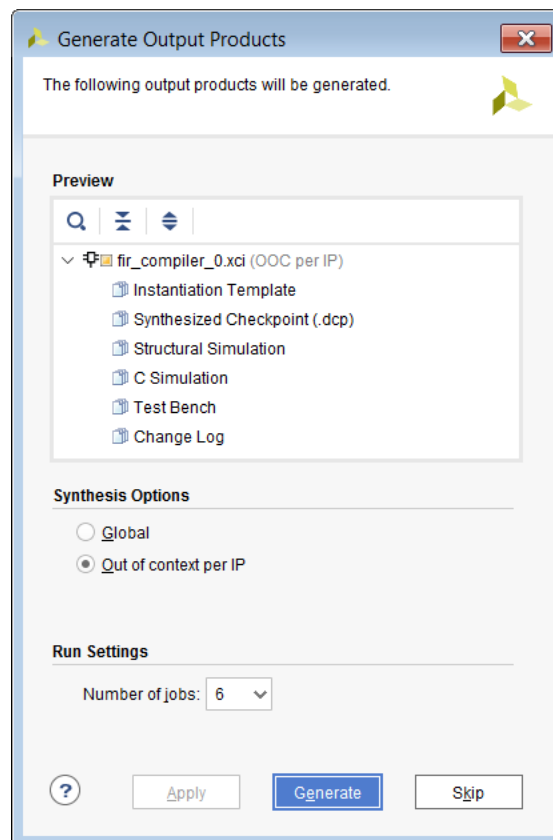 Generate Output Products
The following output products will be generated.
Preview
fir_compiler_0.xci (OOC per IP)
Instantiation Template
Synthesized Checkpoint (.dcp)
Structural Simulation
C Simulation
Test Bench
Change Log
Synthesis Options
Global
Out of context per IP
Run Settings
Number of jobs: 6
? Apply Generate Skip